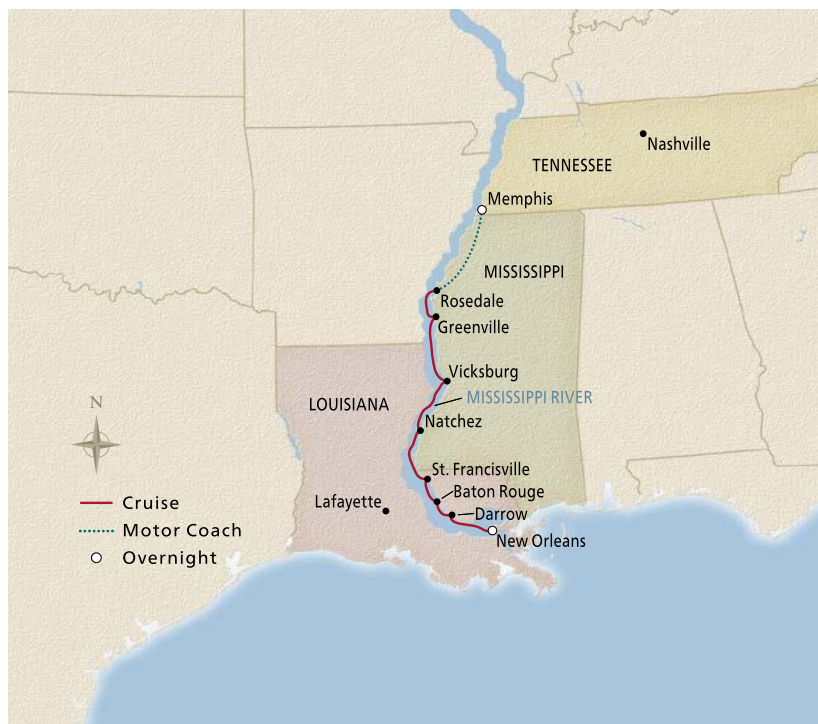 Nashville
TENNESSEE
Memphis
MISSISSIPPI
Rosedale
Greenville
Vicksburg
MISSISSIPPI RIVER
LOUISIANA
Natchez
N
St. Francisville
Baton Rouge
Lafayette
Darrow
New Orleans
Cruise
Motor Coach
Overnight